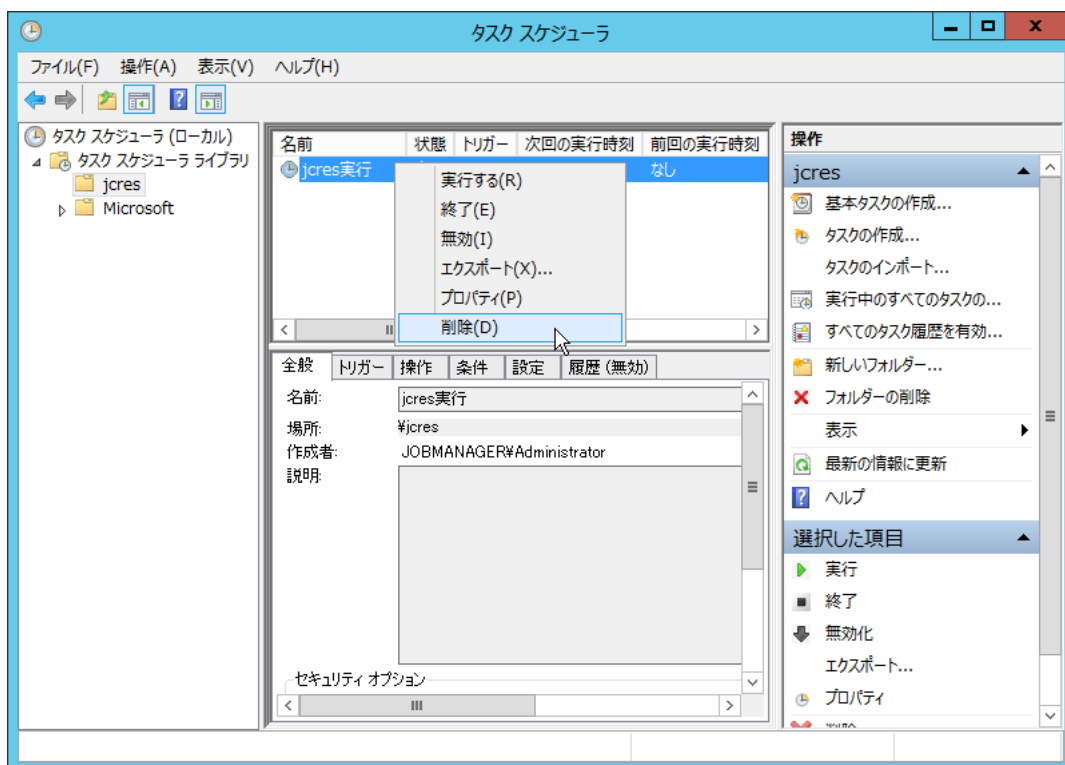 タスク スケジューラ
ファイル(F) 操作(A) 表示(V) ヘルプ(H)
タスク スケジューラ (ローカル)
タスク スケジューラ ライブラリ
jcres
Microsoft
名前 状態 トリガー 次回の実行時刻 前回の実行時刻
jcres実行 なし
実行する(R)
終了(E)
無効(I)
エクスポート(X)...
プロパティ(P)
削除(D)
全般 トリガー 操作 条件 設定 履歴 (無効)
名前: jcres実行
場所: ¥jcres
作成者: JOBMANAGER¥Administrator
説明:
セキュリティ オプション
操作
jcres
基本タスクの作成...
タスクの作成...
タスクのインポート...
実行中のすべてのタスクの...
すべてのタスク履歴を有効...
新しいフォルダー...
フォルダーの削除
表示
最新の情報に更新
ヘルプ
選択した項目
実行
終了
無効化
エクスポート...
プロパティ